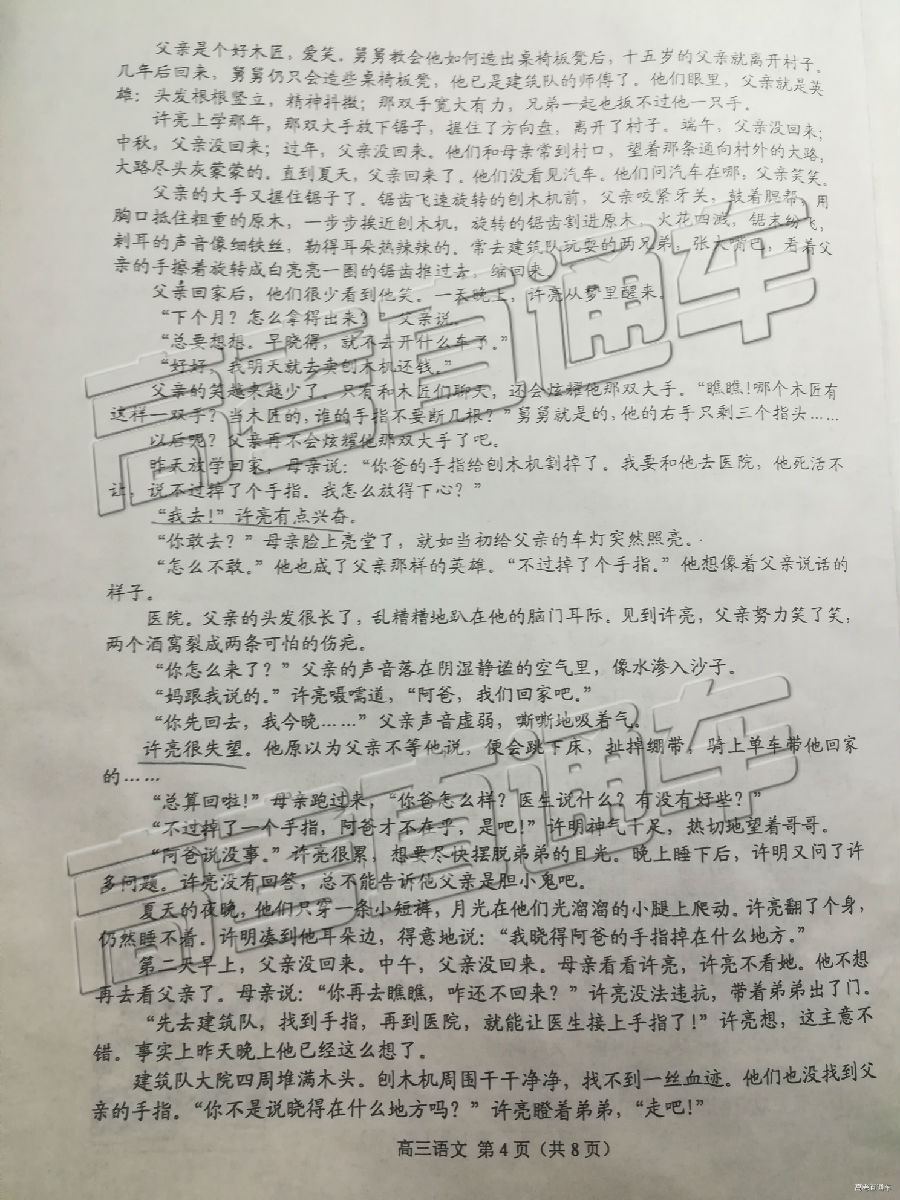 父亲是个好木匠，爱笑。舅舅教会他如何造出桌椅板凳后，十五岁的父亲就离开村子。
几年后回来，舅舅仍只会造些桌椅板凳，他已是建筑队的师傅了。他们眼里，父亲就是英
雄：头发根根竖立，精神抖擞；那双手宽大有力，兄弟一起也扳不过他一只手。
许亮上学那年，那双大手放下锯子，握住了方向盘，离开了村子。端午，父亲没回来；
中秋，父亲没回来；过年，父亲没回来。他们和母亲常到村口，望着那条通向村外的大路，
大路尽头灰蒙蒙的。直到夏天，父亲回来了。他们没看见汽车。他们问汽车在哪，父亲笑笑。
父亲的大手又握住锯子了。锯齿飞速旋转的刨木机前，父亲咬紧牙关，鼓着腮帮，用
胸口抵住粗重的原木，一步步挨近刨木机，旋转的锯齿割进原木，火花四溅，锯末纷飞，
刺耳的声音像细铁丝，勒得耳朵热辣辣的。常去建筑队玩耍的两兄弟，张大嘴巴，看着父
亲的手擦着旋转成白亮亮一圈的锯齿推过去，缩回来。
父亲回家后，他们很少看到他笑。一天晚上，许亮从梦里醒来。
“下个月？怎么拿得出来？”父亲说。
“总要想想。早晓得，就不去开什么车了。”
“好好，我明天就去卖刨木机还钱。”
父亲的笑越来越少了。只有和木匠们聊天，还会炫耀他那双大手。“瞧瞧！哪个木匠有
这样一双手？当木匠的，谁的手指不要断几根？”舅舅就是的，他的右手只剩三个指头……
以后呢？父亲再不会炫耀他那双大手了吧。
昨天放学回家，母亲说：“你爸的手指给刨木机割掉了。我要和他去医院，他死活不
让，说不过掉了个手指。我怎么放得下心？”
“我去！”许亮有点兴奋。
“你敢去？”母亲脸上亮堂了，就如当初给父亲的车灯突然照亮。
“怎么不敢。”他也成了父亲那样的英雄。“不过掉了个手指。”他想像着父亲说话的
样子。
医院。父亲的头发很长了，乱糟糟地趴在他的脑门耳际。见到许亮，父亲努力笑了笑，
两个酒窝裂成两条可怕的伤疤。
“你怎么来了？”父亲的声音落在阴湿静谧的空气里，像水渗入沙子。
“妈跟我说的。”许亮嗫嚅道，“阿爸，我们回家吧。”
“你先回去，我今晚……”父亲声音虚弱，嘶嘶地吸着气。
许亮很失望。他原以为父亲不等他说，便会跳下床，扯掉绷带，骑上单车带他回家
的……
“总算回啦！”母亲跑过来，“你爸怎么样？医生说什么？有没有好些？”
“不过掉了一个手指，阿爸才不在乎，是吧！”许明神气十足，热切地望着哥哥。
“阿爸说没事。”许亮很累，想要尽快摆脱弟弟的目光。晚上睡下后，许明又问了许
多问题。许亮没有回答，总不能告诉他父亲是胆小鬼吧。
夏天的夜晚，他们只穿一条小短裤，月光在他们光溜溜的小腿上爬动。许亮翻了个身，
仍然睡不着。许明凑到他耳朵边，得意地说：“我晓得阿爸的手指掉在什么地方。”
第二天早上，父亲没回来。中午，父亲没回来。母亲看看许亮，许亮不看她。他不想
再去看父亲了。母亲说：“你再去瞧瞧，咋还不回来？”许亮没法违抗，带着弟弟出了门。
“先去建筑队，找到手指，再到医院，就能让医生接上手指了！”许亮想，这主意不
错。事实上昨天晚上他已经这么想了。
建筑队大院四周堆满木头。刨木机周围干干净净，找不到一丝血迹。他们也没找到父
亲的手指。“你不是说晓得在什么地方吗？”许亮瞪着弟弟，“走吧！”
高三语文 第4页（共8页）
高考直通车
高考直通车
高考直通车